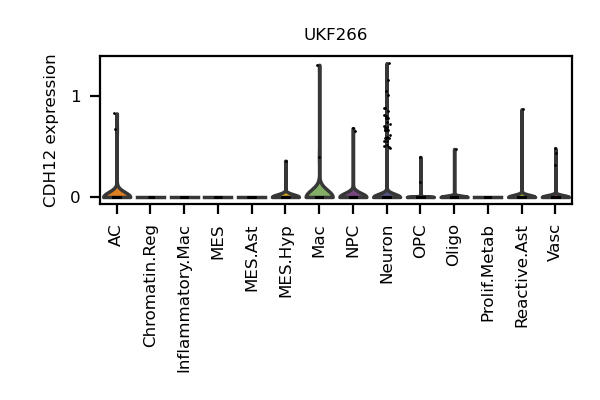 UKF266
CDH12 expression
1
0
AC
Chromatin.Reg
Inflammatory.Mac
MES
MES.Ast
MES.Hyp
Mac
NPC
Neuron
OPC
Oligo
Prolif.Metab
Reactive.Ast
Vasc